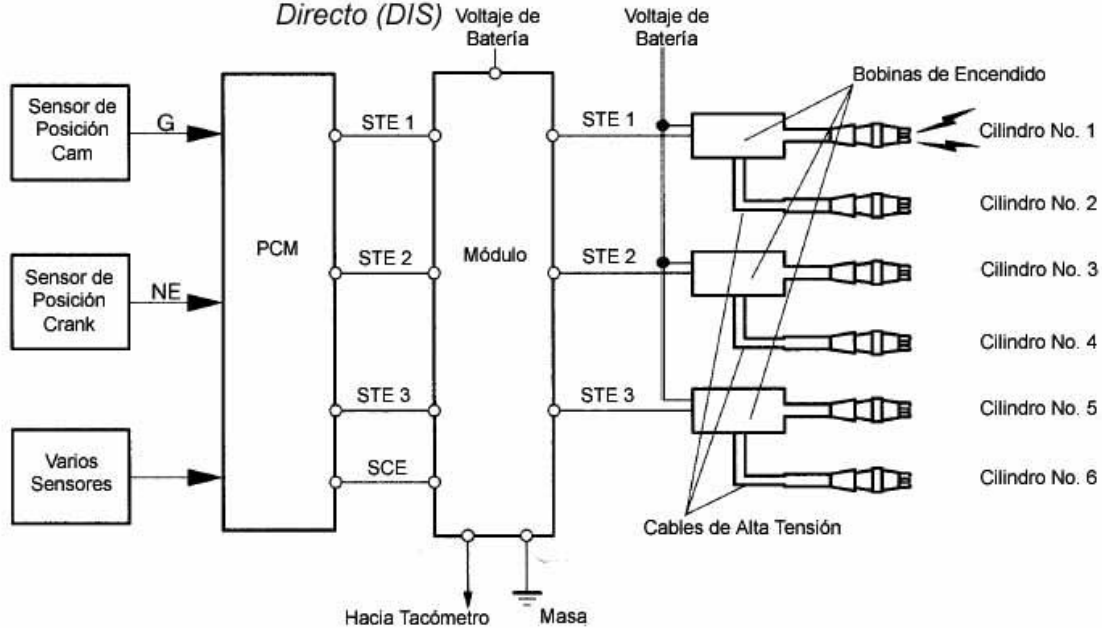 Directo (DIS)
Voltaje de
Batería
Voltaje de
Batería
Bobinas de Encendido
Sensor de
Posición
Cam
G
STE 1
STE 1
Cilindro No. 1
Cilindro No. 2
PCM
STE 2
Módulo
STE 2
Cilindro No. 3
Sensor de
Posición
Crank
NE
Cilindro No. 4
STE 3
STE 3
Cilindro No. 5
Varios
Sensores
SCE
Cilindro No. 6
Cables de Alta Tensión
Hacia Tacómetro
Masa